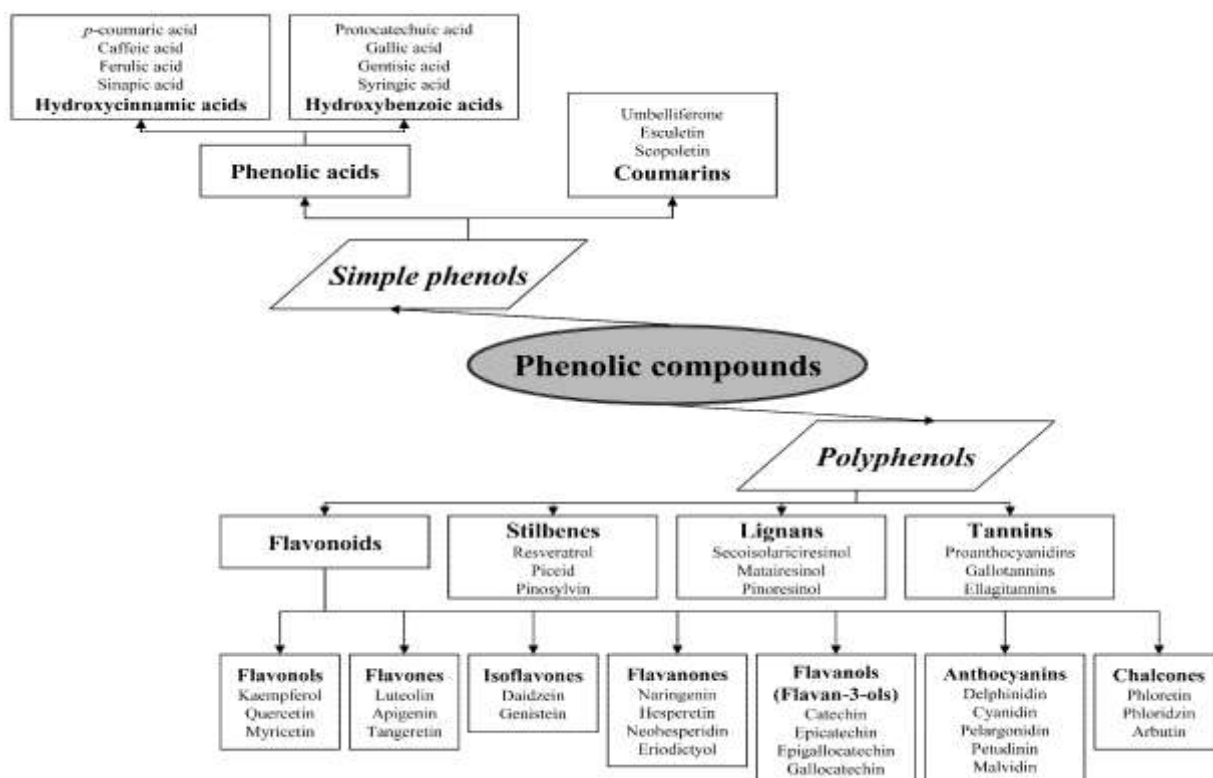 p-coumaric acid
Caffeic acid
Ferulic acid
Sinapic acid
Hydroxycinnamic acids
Protocatechuic acid
Gallic acid
Gentisic acid
Syringic acid
Hydroxybenzoic acids
Umbelliferone
Esculetin
Scopoletin
Coumarins
Phenolic acids
Simple phenols
Phenolic compounds
Polyphenols
Flavonoids
Stilbenes
Resveratrol
Piceid
Pinosylvin
Lignans
Secoisolariciresinol
Matairesinol
Pinoresinol
Tannins
Proanthocyanidins
Gallotannins
Ellagitannins
Flavonols
Kaempferol
Quercetin
Myricetin
Flavones
Luteolin
Apigenin
Tangeretin
Isoflavones
Daidzein
Genistein
Flavanones
Naringenin
Hesperetin
Neobesperidin
Eriodictyol
Flavanols
(Flavan-3-ols)
Catechin
Epicatechin
Epigallocatechin
Gallocatechin
Anthocyanins
Delphinidin
Cyanidin
Pelargonidin
Petudinin
Malvidin
Chalcones
Phloretin
Phloridzin
Arbutin